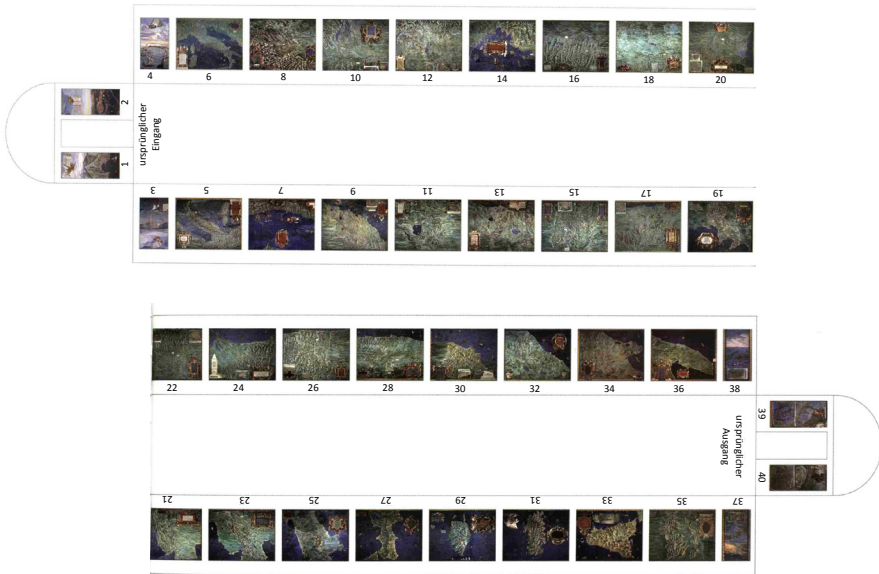 4 6 8 10 12 14 16 18 20
2
ursprünglicher
Eingang
1
3 5 7 9 11 13 15 17 19
22 24 26 28 30 32 34 36 38
39
ursprünglicher
Ausgang
40
21 23 25 27 29 31 33 35 37